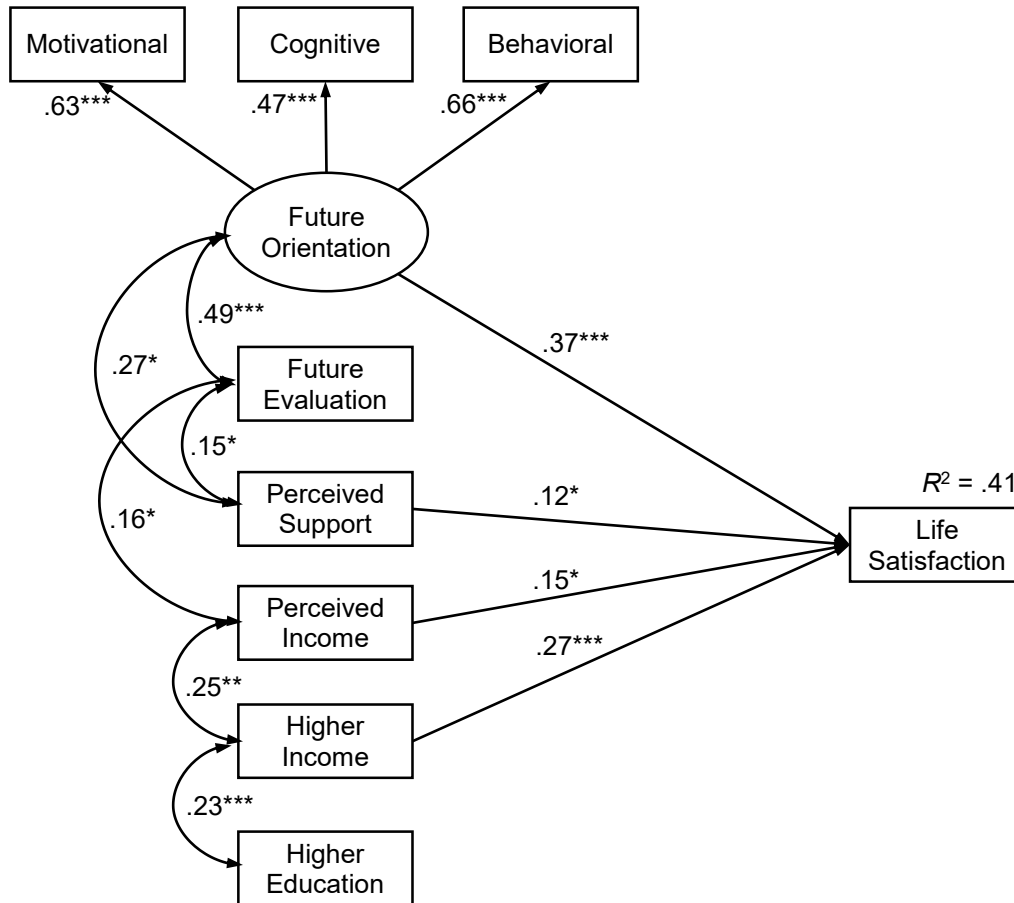 Motivational
Cognitive
Behavioral
.63***
.47***
.66***
Future
Orientation
.49***
.37***
.27*
Future
Evaluation
.15*
Perceived
Support
.12*
R² = .41
.16*
Life
Satisfaction
.15*
Perceived
Income
.27***
.25**
Higher
Income
.23***
Higher
Education